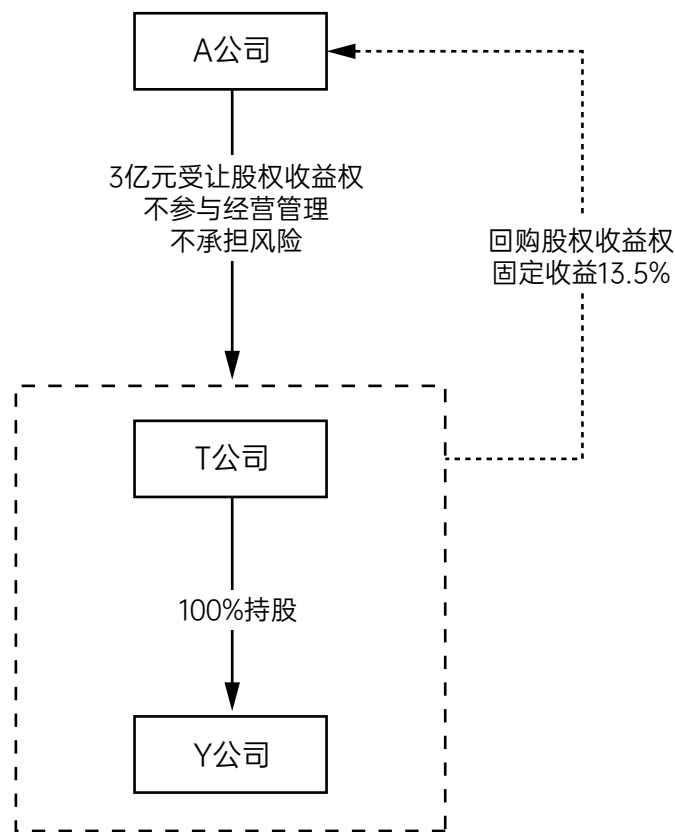 A公司
3亿元受让股权收益权
不参与经营管理
不承担风险
回购股权收益权
固定收益13.5%
T公司
100%持股
Y公司